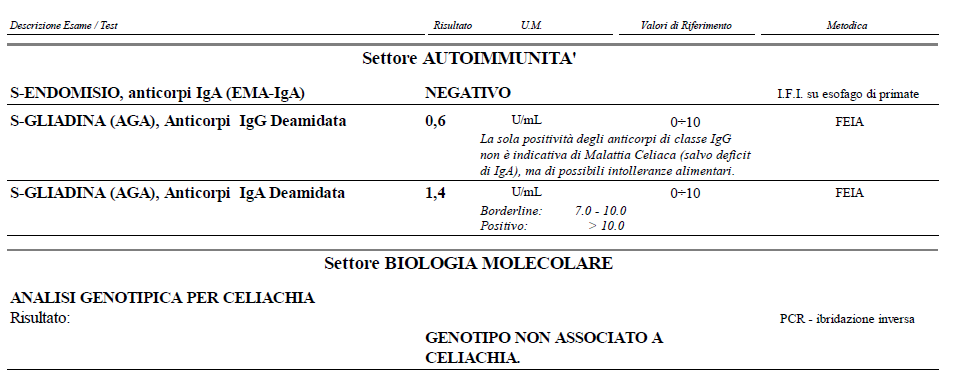 Descrizione Esame / Test Risultato U.M. Valori di Riferimento Metodica
Settore AUTOIMMUNITA'
S-ENDOMISIO, anticorpi IgA (EMA-IgA) NEGATIVO I.F.I. su esofago di primate
S-GLIADINA (AGA), Anticorpi IgG Deamidata 0,6 U/mL 0÷10 FEIA
La sola positività degli anticorpi di classe IgG
non è indicativa di Malattia Celiaca (salvo deficit
di IgA), ma di possibili intolleranze alimentari.
S-GLIADINA (AGA), Anticorpi IgA Deamidata 1,4 U/mL 0÷10 FEIA
Borderline: 7.0 - 10.0
Positivo: > 10.0
Settore BIOLOGIA MOLECOLARE
ANALISI GENOTIPICA PER CELIACHIA
Risultato: PCR - ibridazione inversa
GENOTIPO NON ASSOCIATO A
CELIACHIA.